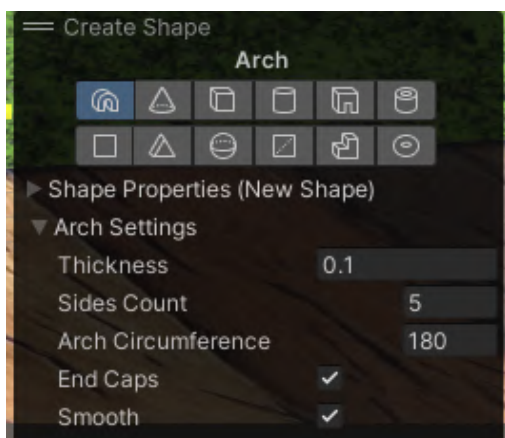 Create Shape
Arch
Shape Properties (New Shape)
Arch Settings
Thickness 0.1
Sides Count 5
Arch Circumference 180
End Caps
Smooth